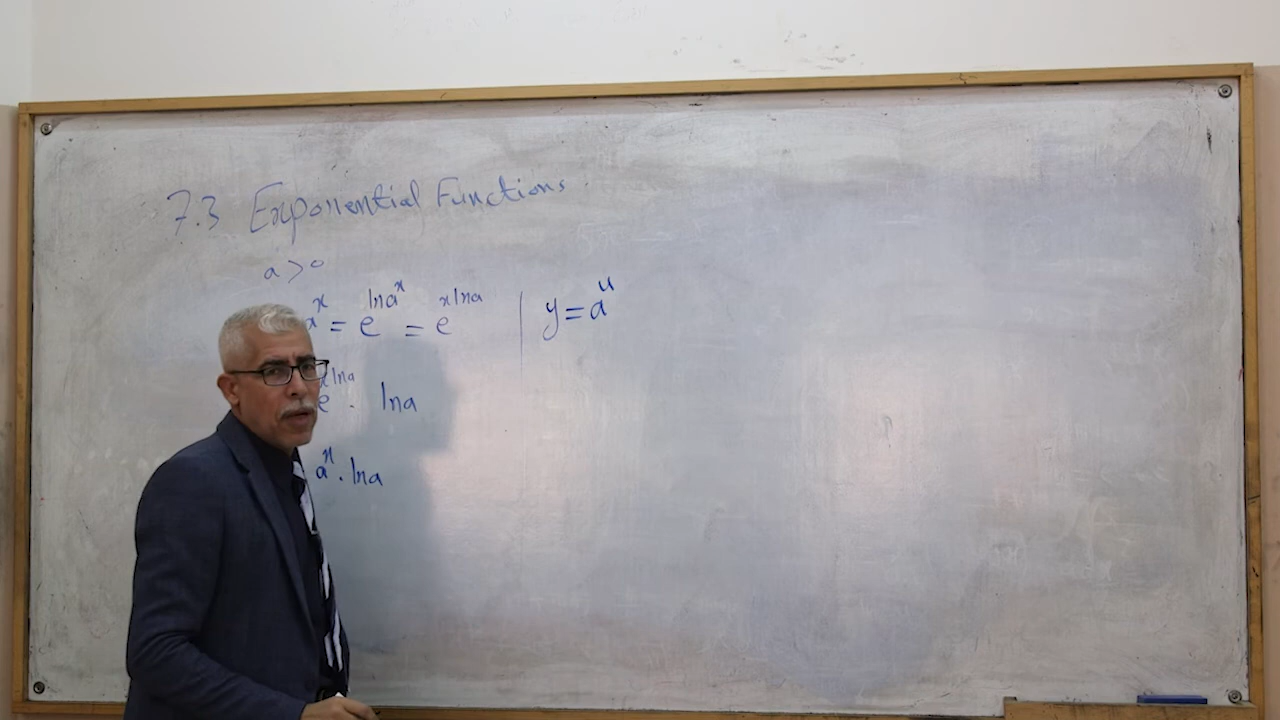 7.3 Exponential Functions
a > 0
a^x = e^{ln a^x} = e^{x ln a} | y = a^u
e^{x ln a} . ln a
a^x . ln a